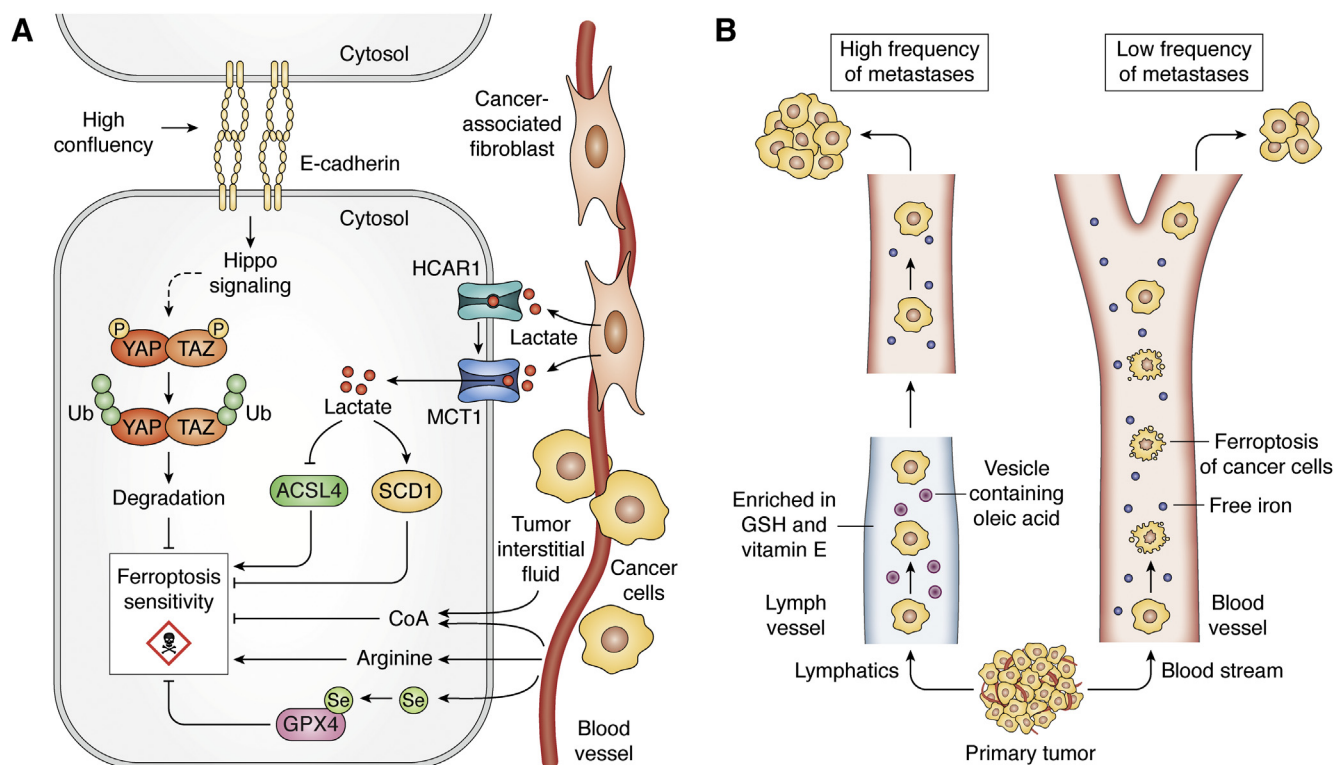 A
Cytosol
High
confluency
E-cadherin
Cancer-
associated
fibroblast
Cytosol
Hippo
signaling
HCAR1
P
P
YAP
TAZ
Lactate
Lactate
MCT1
Ub
YAP
TAZ
Ub
Degradation
ACSL4
SCD1
Ferroptosis
sensitivity
Tumor
interstitial
fluid
Cancer
cells
CoA
Arginine
Se
Se
GPX4
Blood
vessel
B
High frequency
of metastases
Low frequency
of metastases
Enriched in
GSH and
vitamin E
Vesicle
containing
oleic acid
Ferroptosis
of cancer cells
Free iron
Lymph
vessel
Blood
vessel
Lymphatics
Blood stream
Primary tumor